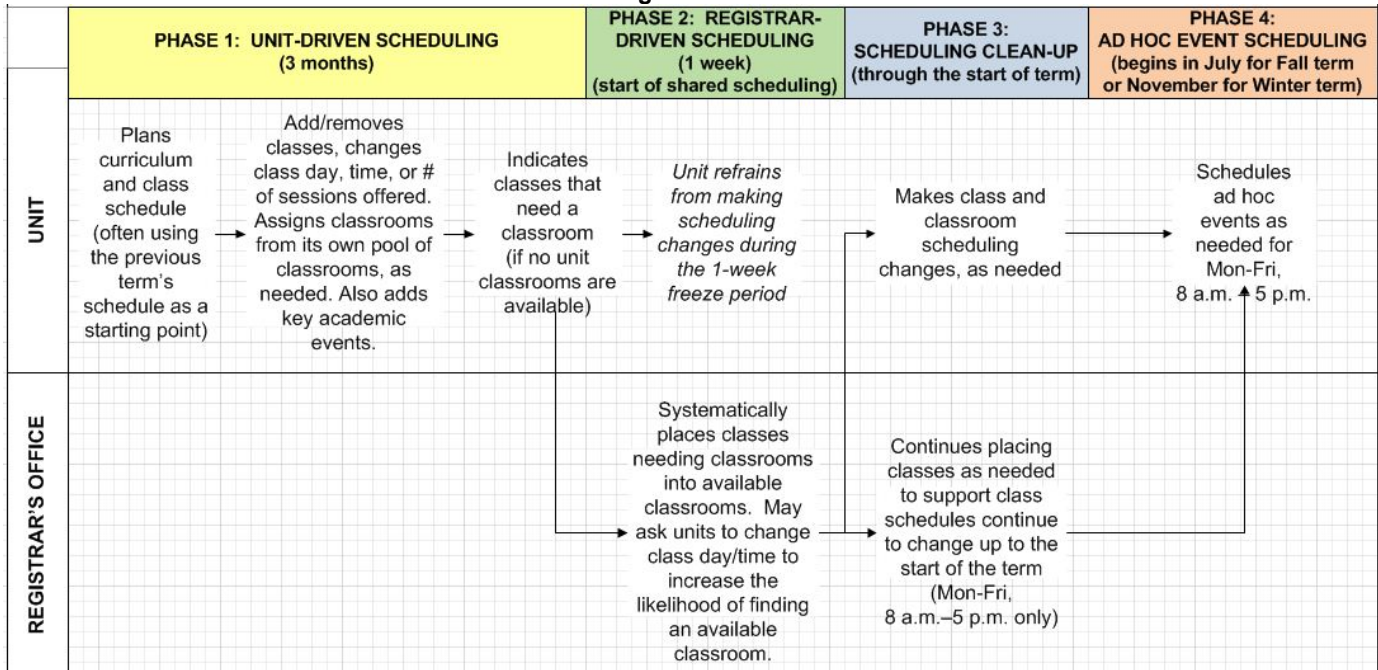 PHASE 1: UNIT-DRIVEN SCHEDULING
(3 months)
PHASE 2: REGISTRAR-
DRIVEN SCHEDULING
(1 week)
(start of shared scheduling)
PHASE 3:
SCHEDULING CLEAN-UP
(through the start of term)
PHASE 4:
AD HOC EVENT SCHEDULING
(begins in July for Fall term
or November for Winter term)
UNIT
Plans
curriculum
and class
schedule
(often using
the previous
term's
schedule as a
starting point)
Add/removes
classes, changes
class day, time, or #
of sessions offered.
Assigns classrooms
from its own pool of
classrooms, as
needed. Also adds
key academic
events.
Indicates
classes that
need a
classroom
(if no unit
classrooms are
available)
Unit refrains
from making
scheduling
changes during
the 1-week
freeze period
Makes class and
classroom
scheduling
changes, as needed
Schedules
ad hoc
events as
needed for
Mon-Fri,
8 a.m. 5 p.m.
REGISTRAR'S OFFICE
Systematically
places classes
needing classrooms
into available
classrooms. May
ask units to change
class day/time to
increase the
likelihood of finding
an available
classroom.
Continues placing
classes as needed
to support class
schedules continue
to change up to the
start of the term
(Mon-Fri,
8 a.m.–5 p.m. only)